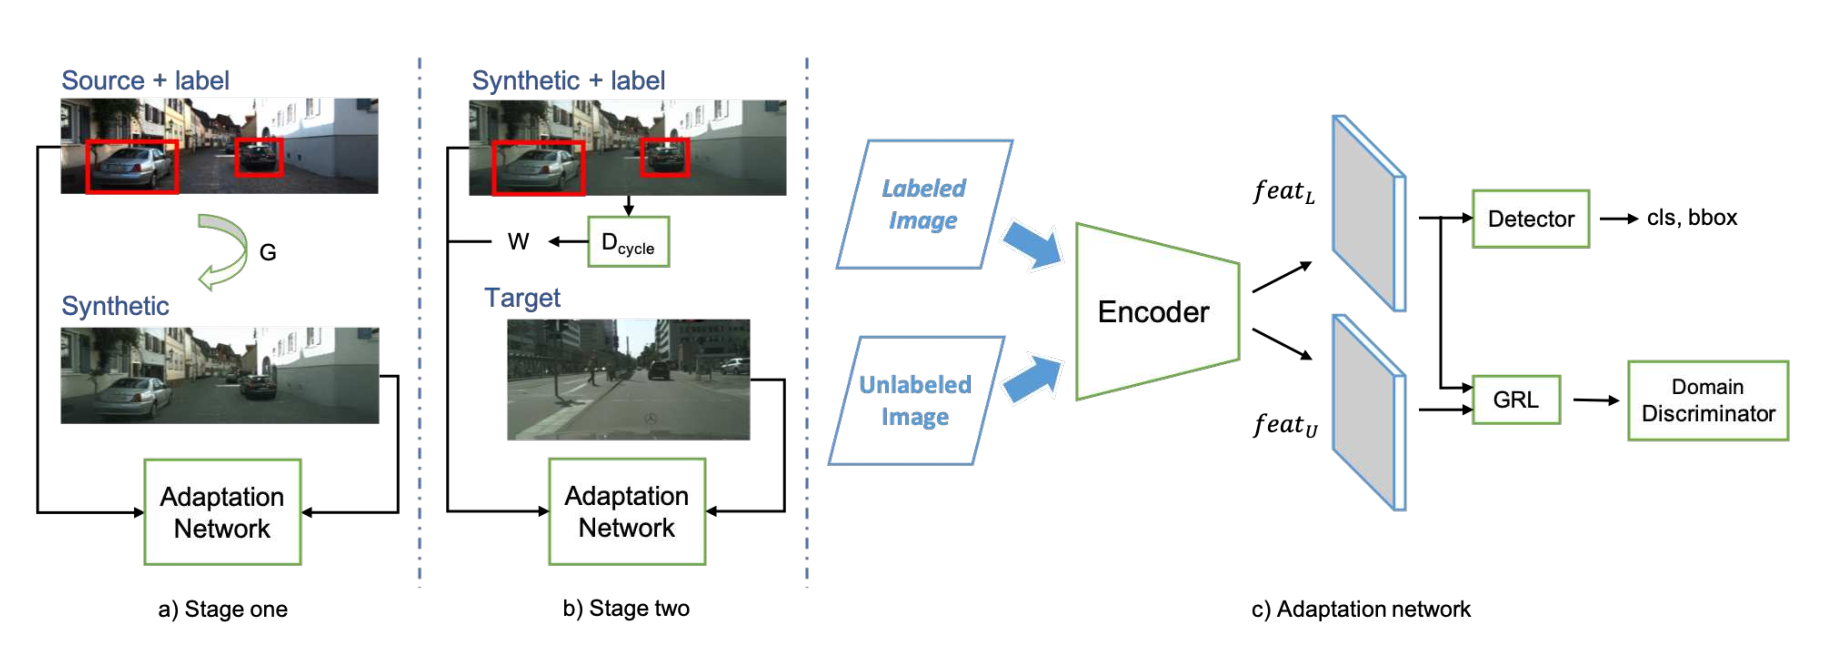 Source + label
G
Synthetic
Adaptation
Network
a) Stage one
Synthetic + label
W
Dcycle
Target
Adaptation
Network
b) Stage two
Labeled
Image
Unlabeled
Image
Encoder
featL
featU
Detector
cls, bbox
GRL
Domain
Discriminator
c) Adaptation network